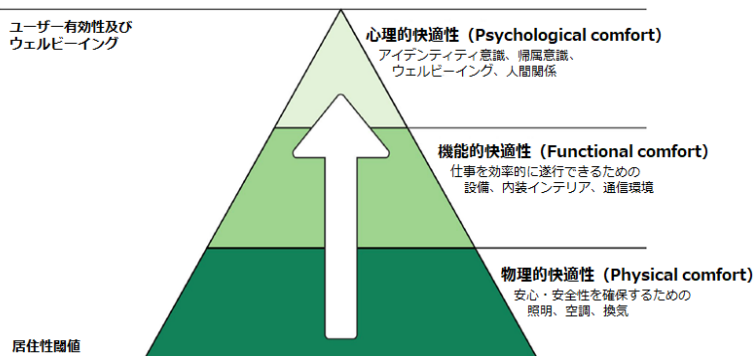 ユーザー有効性及び
ウェルビーイング
心理的快適性（Psychological comfort）
アイデンティティ意識、帰属意識、
ウェルビーイング、人間関係
機能的快適性（Functional comfort）
仕事を効率的に遂行できるための
設備、内装インテリア、通信環境
物理的快適性（Physical comfort）
安心・安全性を確保するための
照明、空調、換気
居住性閾値